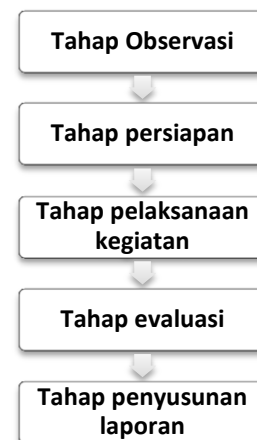 Tahap Observasi
Tahap persiapan
Tahap pelaksanaan
kegiatan
Tahap evaluasi
Tahap penyusunan
laporan